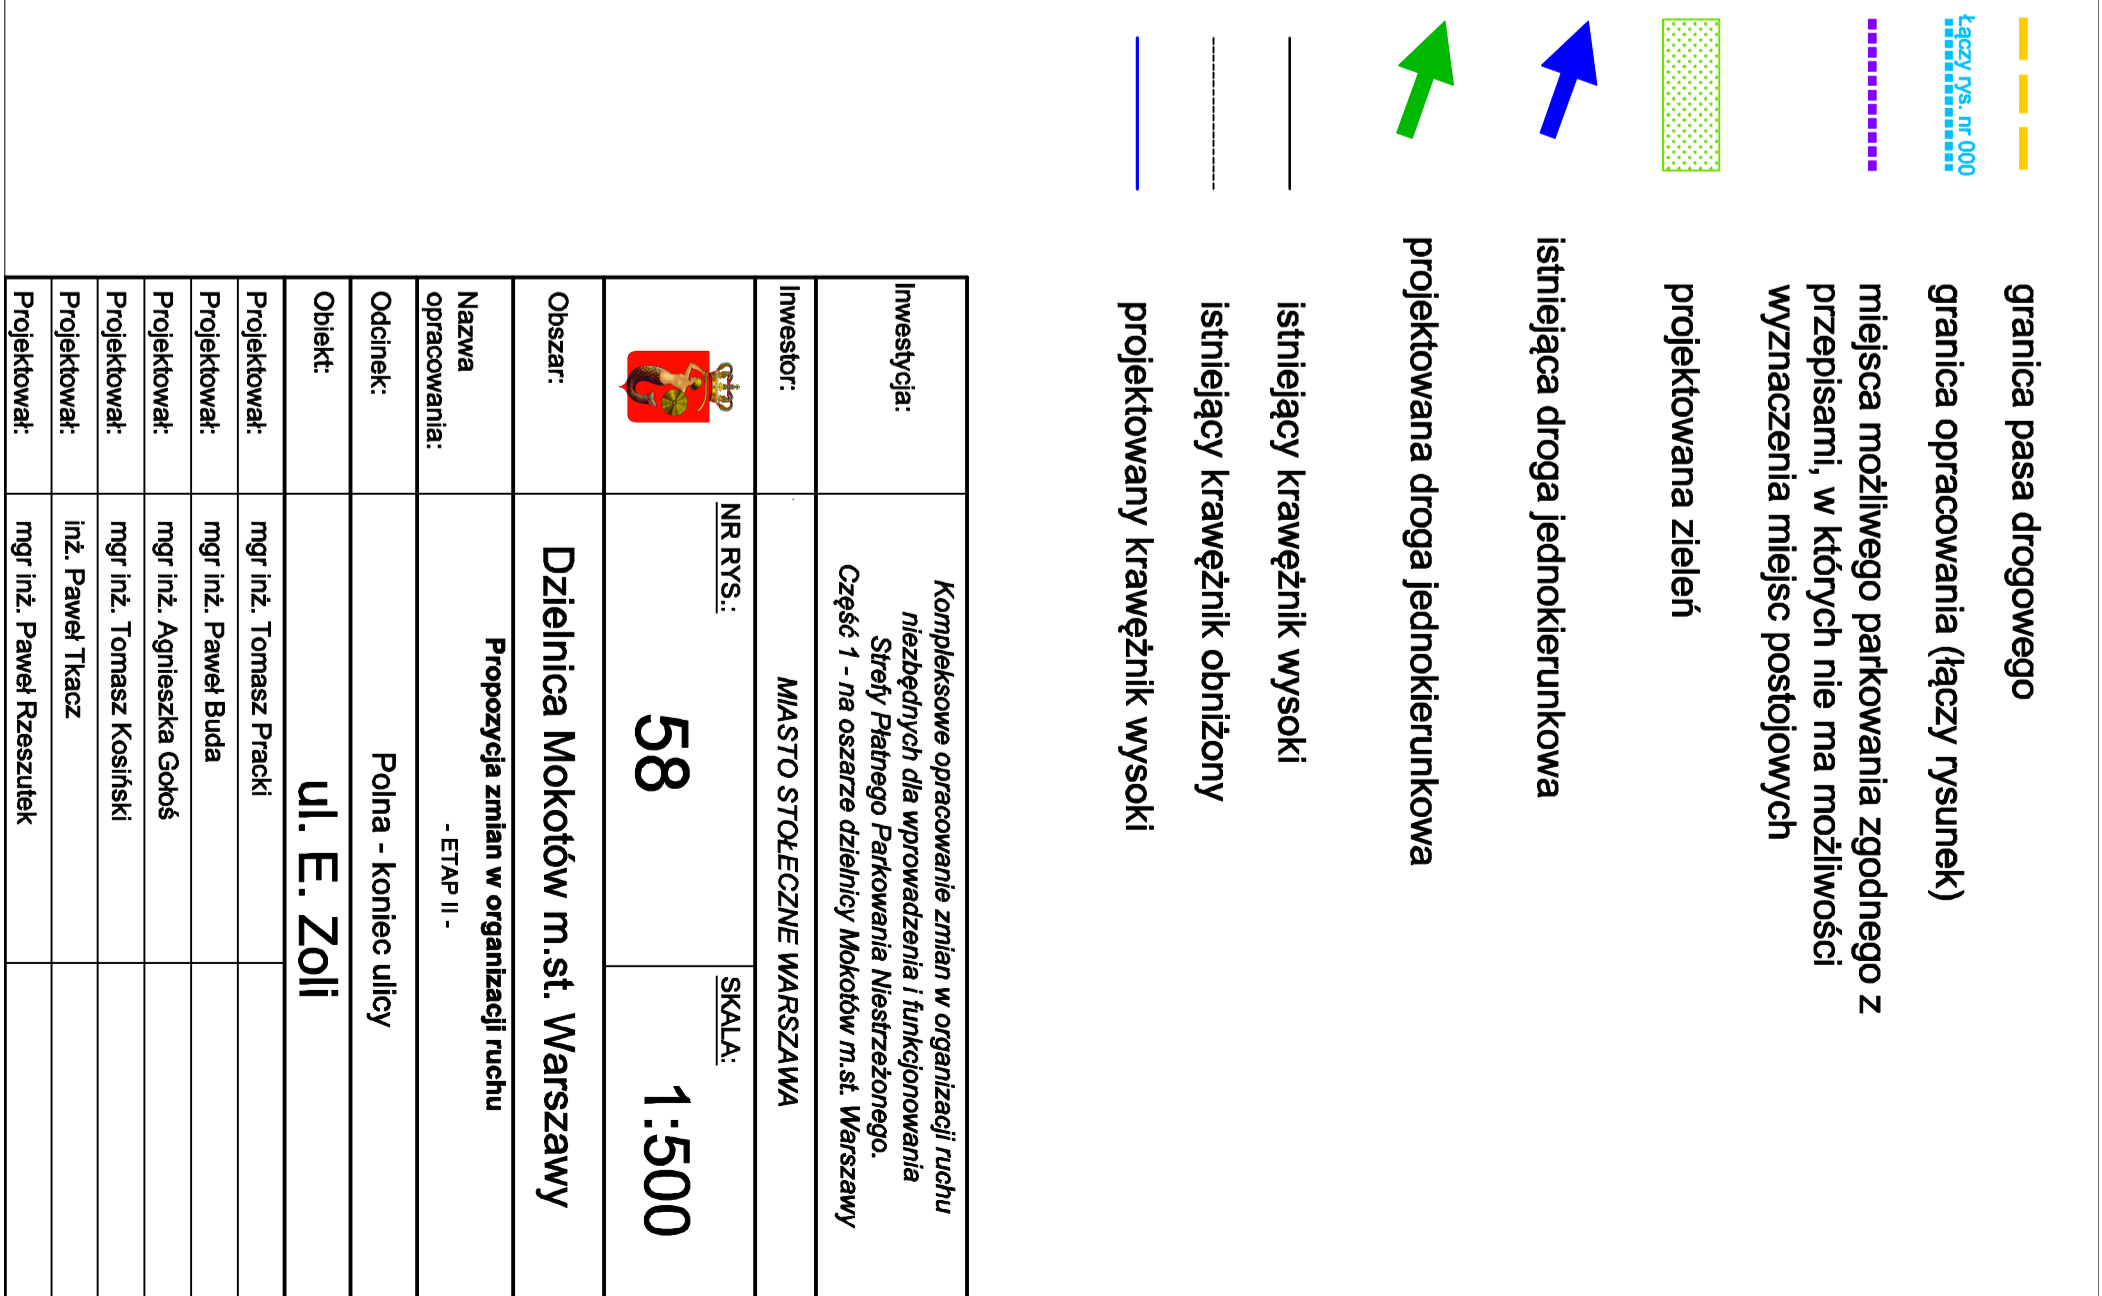 granica pasa drogowego
Łączy rys. nr 000
granica opracowania (łączy rysunek)
miejsca możliwego parkowania zgodnego z
przepisami, w których nie ma możliwości
wyznaczenia miejsc postojowych
projektowana zieleń
istniejąca droga jednokierunkowa
projektowana droga jednokierunkowa
istniejący krawężnik wysoki
istniejący krawężnik obniżony
projektowany krawężnik wysoki
Inwestycja:
Kompleksowe opracowanie zmian w organizacji ruchu
niezbędnych dla wprowadzenia i funkcjonowania
Strefy Płatnego Parkowania Niestrzeżonego.
Część 1 - na oszarze dzielnicy Mokotów m.st. Warszawy
Inwestor:
MIASTO STOŁECZNE WARSZAWA
NR RYS.:
58
SKALA:
1:500
Obszar:
Dzielnica Mokotów m.st. Warszawy
Nazwa
opracowania:
Propozycja zmian w organizacji ruchu
- ETAP II -
Odcinek:
Polna - koniec ulicy
Obiekt:
ul. E. Zoli
Projektował: mgr inż. Tomasz Pracki
Projektował: mgr inż. Paweł Buda
Projektował: mgr inż. Agnieszka Gołoś
Projektował: mgr inż. Tomasz Kosiński
Projektował: inż. Paweł Tkacz
Projektował: mgr inż. Paweł Rzeszutek